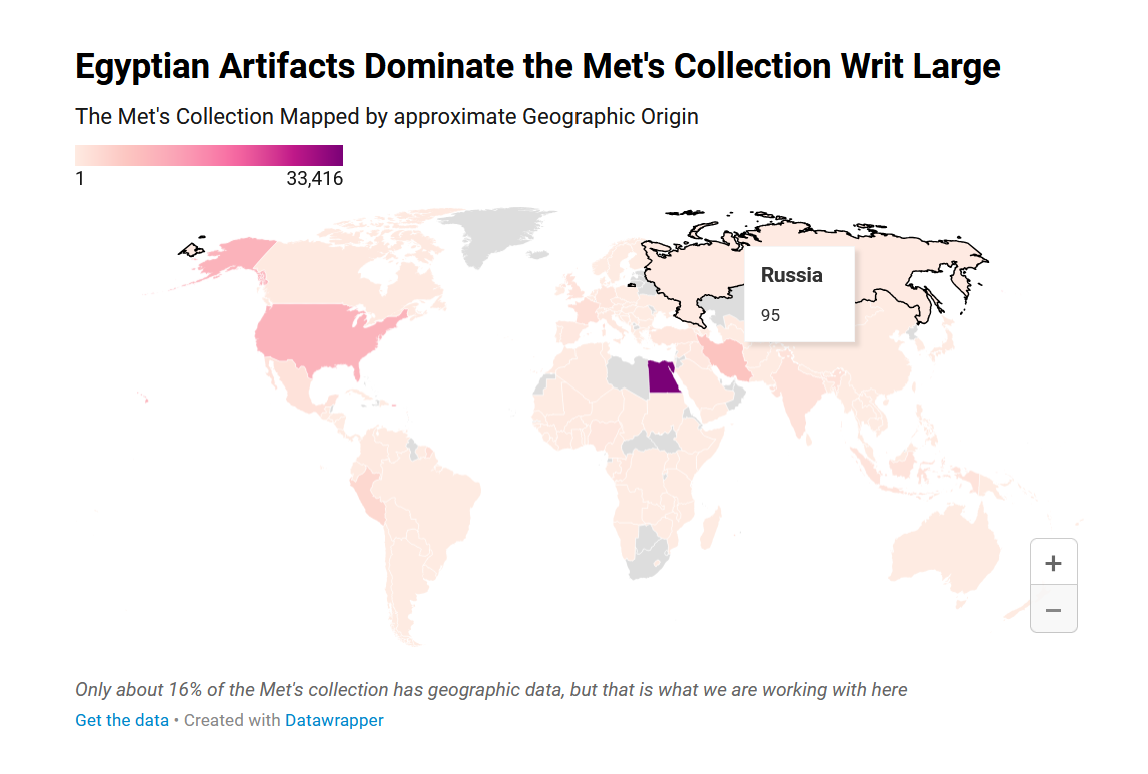 Egyptian Artifacts Dominate the Met's Collection Writ Large
The Met's Collection Mapped by approximate Geographic Origin
1 33,416
Russia
95
+
−
Only about 16% of the Met's collection has geographic data, but that is what we are working with here
Get the data • Created with Datawrapper